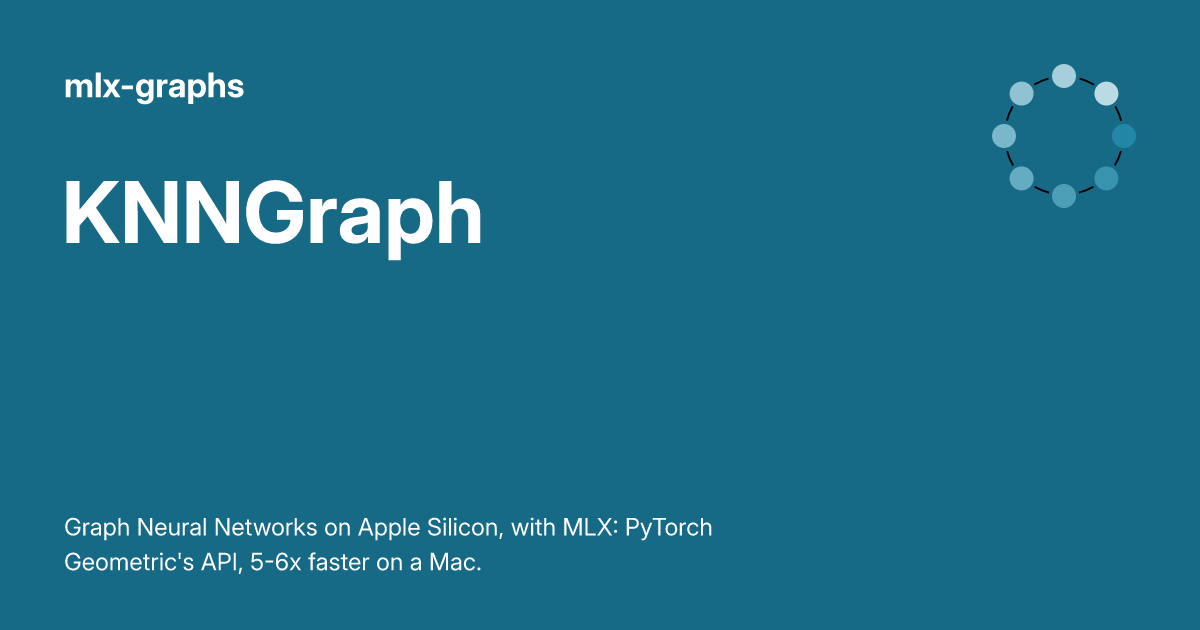 mlx-graphs
KNNGraph
Graph Neural Networks on Apple Silicon, with MLX: PyTorch
Geometric's API, 5-6x faster on a Mac.